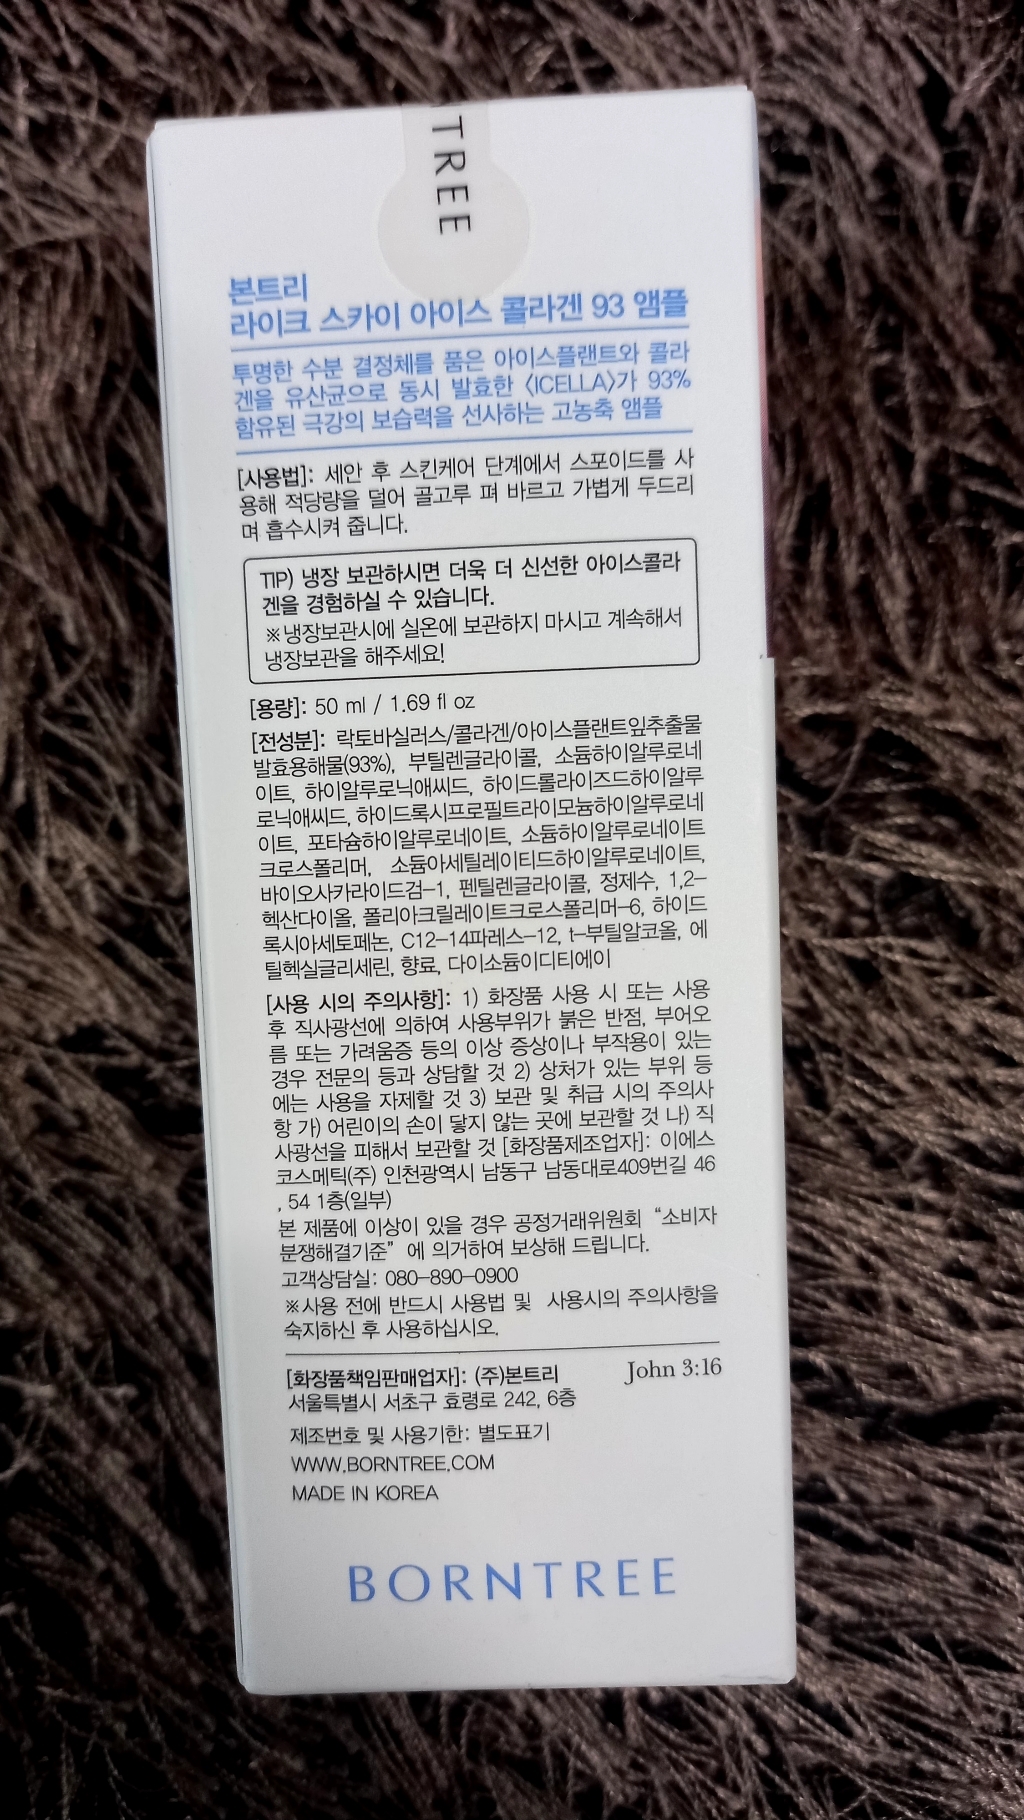 TREE
본트리
라이크 스카이 아이스 콜라겐 93 앰플
투명한 수분 결정체를 품은 아이스플랜트와 콜라
겐을 유산균으로 동시 발효한 〈ICELLA〉가 93%
함유된 극강의 보습력을 선사하는 고농축 앰플
[사용법]: 세안 후 스킨케어 단계에서 스포이드를 사
용해 적당량을 덜어 골고루 펴 바르고 가볍게 두드리
며 흡수시켜 줍니다.
TIP) 냉장 보관하시면 더욱 더 신선한 아이스콜라
겐을 경험하실 수 있습니다.
※냉장보관시에 실온에 보관하지 마시고 계속해서
냉장보관을 해주세요!
[용량]: 50 ml / 1.69 fl oz
[전성분]: 락토바실러스/콜라겐/아이스플랜트잎추출물
발효용해물(93%), 부틸렌글라이콜, 소듐하이알루로네
이트, 하이알루로닉애씨드, 하이드롤라이즈드하이알루
로닉애씨드, 하이드록시프로필트라이모늄하이알루로네
이트, 포타슘하이알루로네이트, 소듐하이알루로네이트
크로스폴리머, 소듐아세틸레이티드하이알루로네이트,
바이오사카라이드검-1, 펜틸렌글라이콜, 정제수, 1,2-
헥산다이올, 폴리아크릴레이트크로스폴리머-6, 하이드
록시아세토페논, C12-14파레스-12, t-부틸알코올, 에
틸헥실글리세린, 향료, 다이소듐이디티에이
[사용 시의 주의사항]: 1) 화장품 사용 시 또는 사용
후 직사광선에 의하여 사용부위가 붉은 반점, 부어오
름 또는 가려움증 등의 이상 증상이나 부작용이 있는
경우 전문의 등과 상담할 것 2) 상처가 있는 부위 등
에는 사용을 자제할 것 3) 보관 및 취급 시의 주의사
항 가) 어린이의 손이 닿지 않는 곳에 보관할 것 나) 직
사광선을 피해서 보관할 것 [화장품제조업자]: 이에스
코스메틱(주) 인천광역시 남동구 남동대로409번길 46
, 54 1층(일부)
본 제품에 이상이 있을 경우 공정거래위원회 “소비자
분쟁해결기준” 에 의거하여 보상해 드립니다.
고객상담실: 080-890-0900
※사용 전에 반드시 사용법 및 사용시의 주의사항을
숙지하신 후 사용하십시오.
[화장품책임판매업자]: (주)본트리 John 3:16
서울특별시 서초구 효령로 242, 6층
제조번호 및 사용기한: 별도표기
WWW.BORNTREE.COM
MADE IN KOREA
BORNTREE